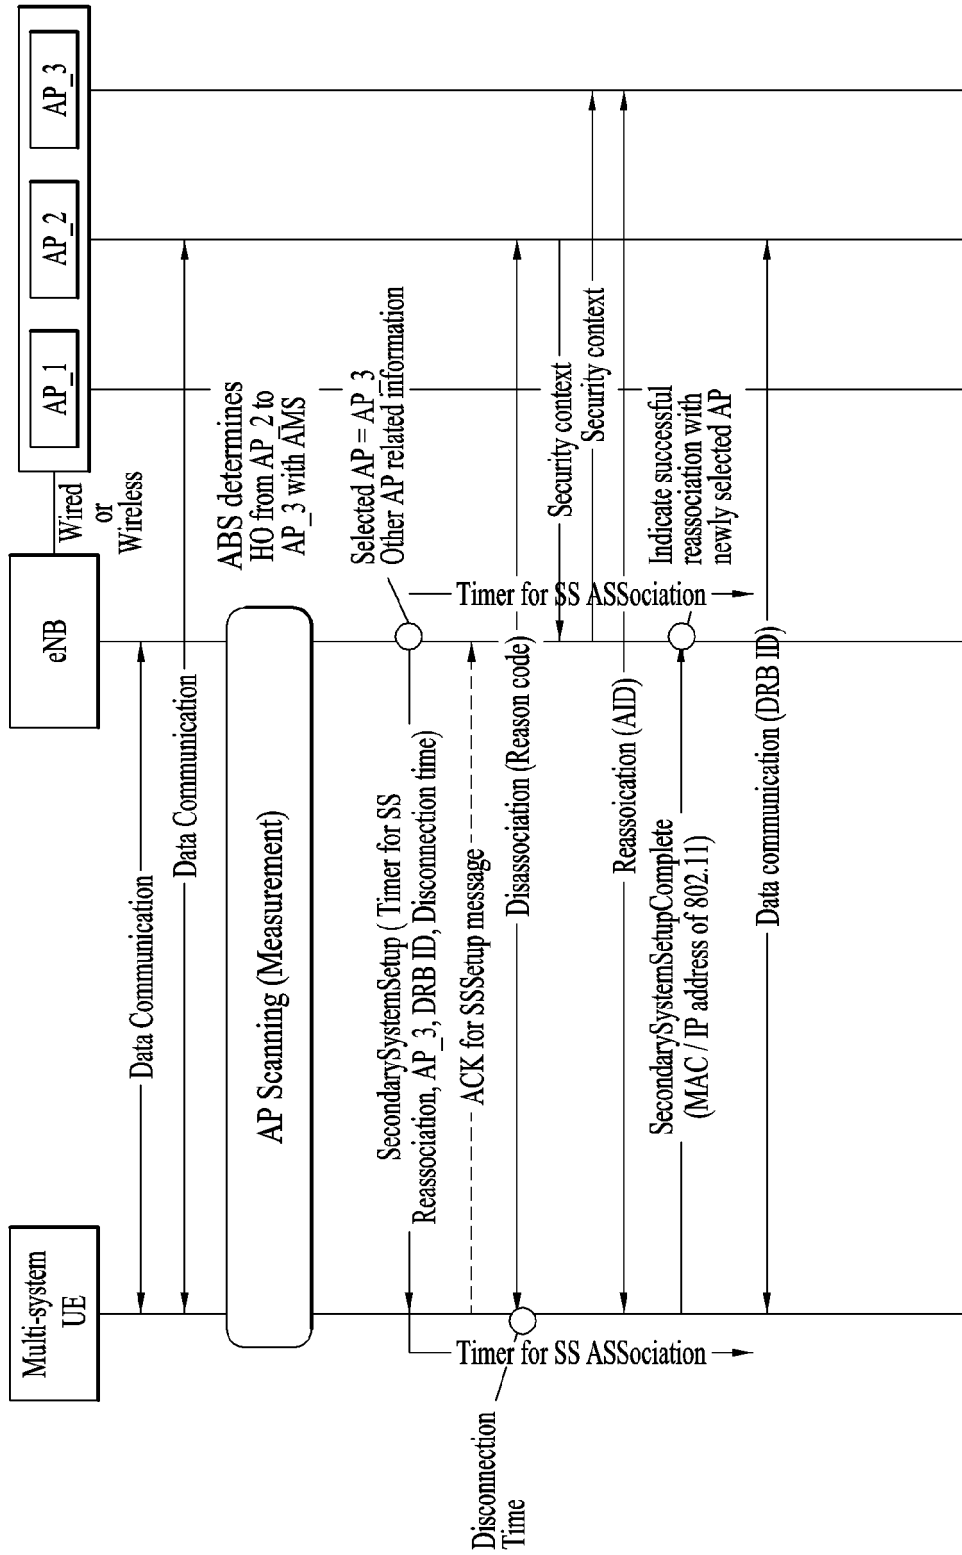 Multi-system
UE
eNB
Wired
or
Wireless
AP_1
AP_2
AP_3
Data Communication
Data Communication
AP Scanning (Measurement)
ABS determines
HO from AP_2 to
AP_3 with AMS
Selected AP = AP_3
Other AP related information
SecondarySystemSetup ( Timer for SS
Reassociation, AP_3, DRB ID, Disconnection time)
ACK for SSSetup message
Timer for SS ASSociation
Timer for SS ASSociation
Disconnection
Time
Disassociation (Reason code)
Security context
Security context
Reassoication (AID)
SecondarySystemSetupComplete
(MAC / IP address of 802.11)
Indicate successful
reassociation with
newly selected AP
Data communication (DRB ID)